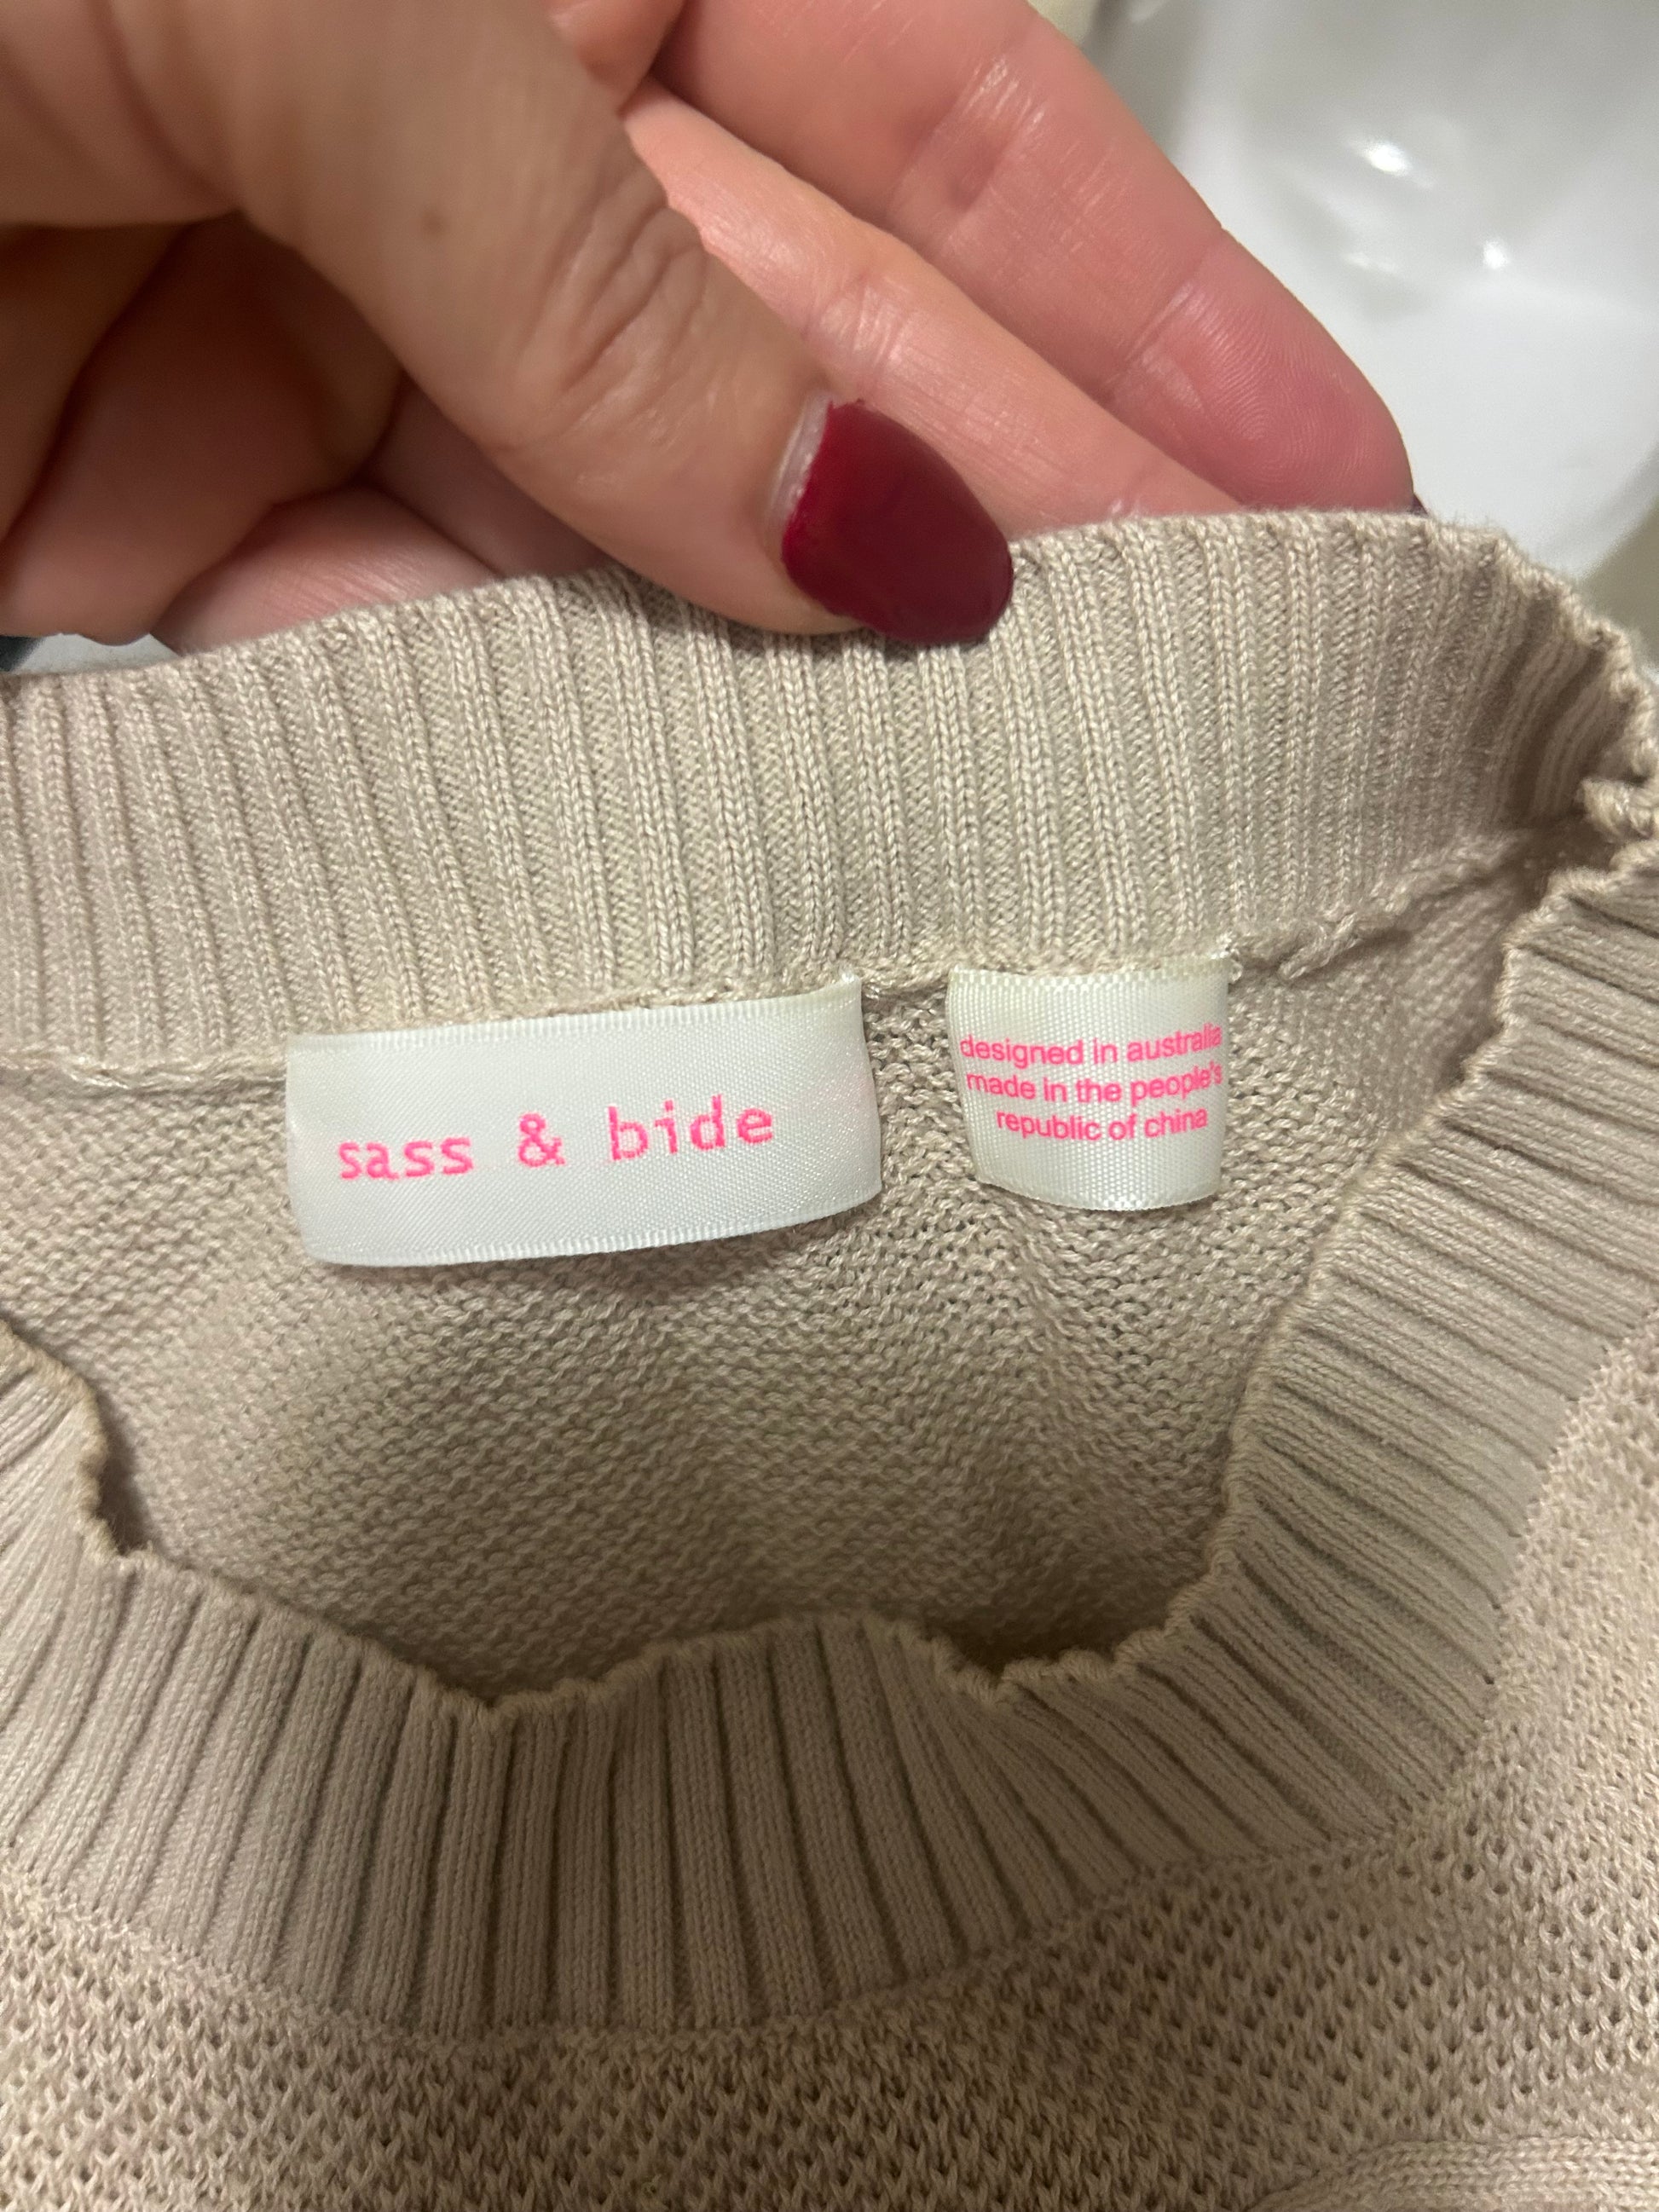 sass & bide
designed in australia
made in the people's
republic of china